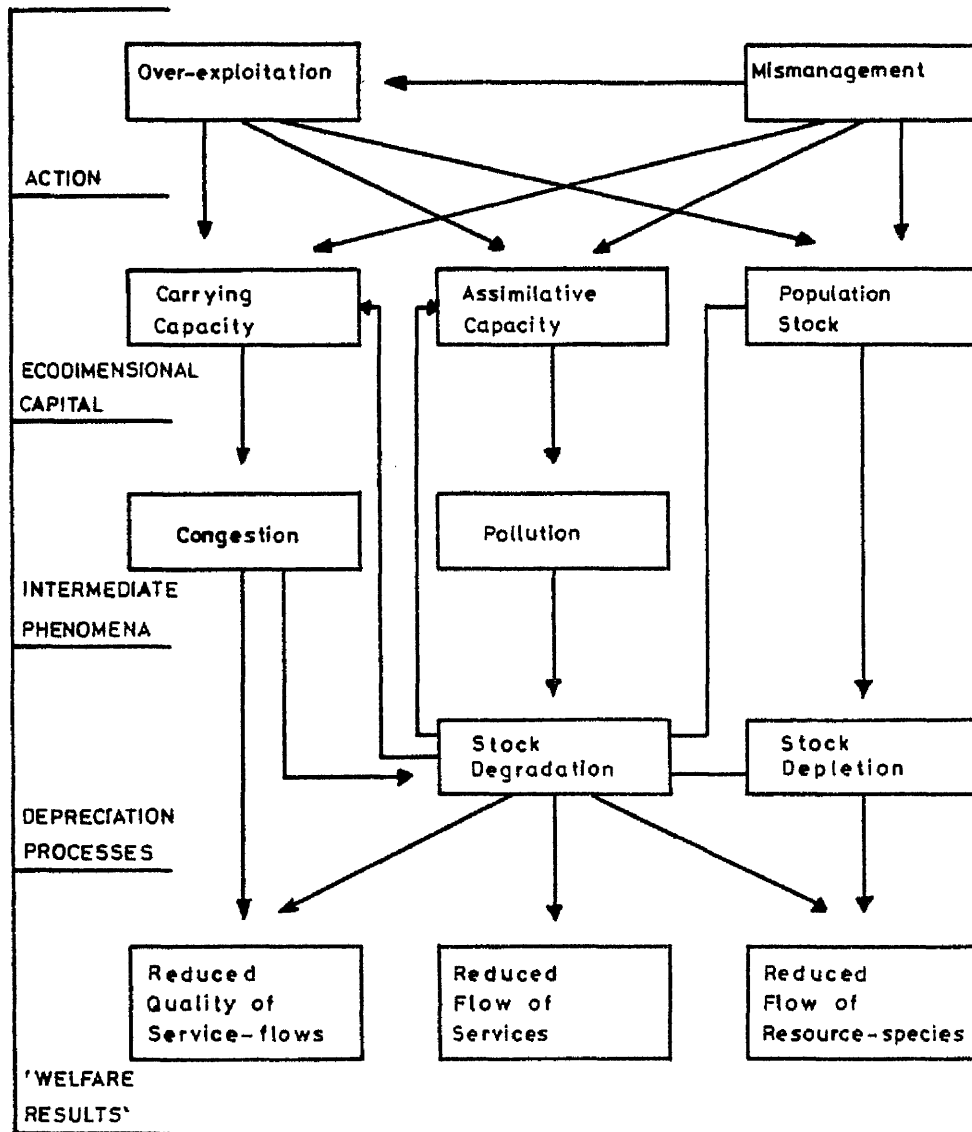 Over-exploitation
Mismanagement
ACTION
Carrying
Capacity
Assimilative
Capacity
Population
Stock
ECODIMENSIONAL
CAPITAL
Congestion
Pollution
INTERMEDIATE
PHENOMENA
Stock
Degradation
Stock
Depletion
DEPRECIATION
PROCESSES
Reduced
Quality of
Service-flows
Reduced
Flow of
Services
Reduced
Flow of
Resource-species
'WELFARE
RESULTS'